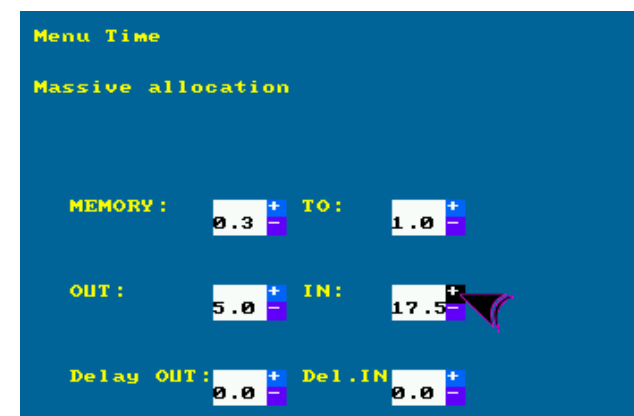 Menu Time
Massive allocation
MEMORY: 0.3 + - TO: 1.0 + -
OUT: 5.0 + - IN: 17.5 + -
Delay OUT: 0.0 + - Del.IN 0.0 + -